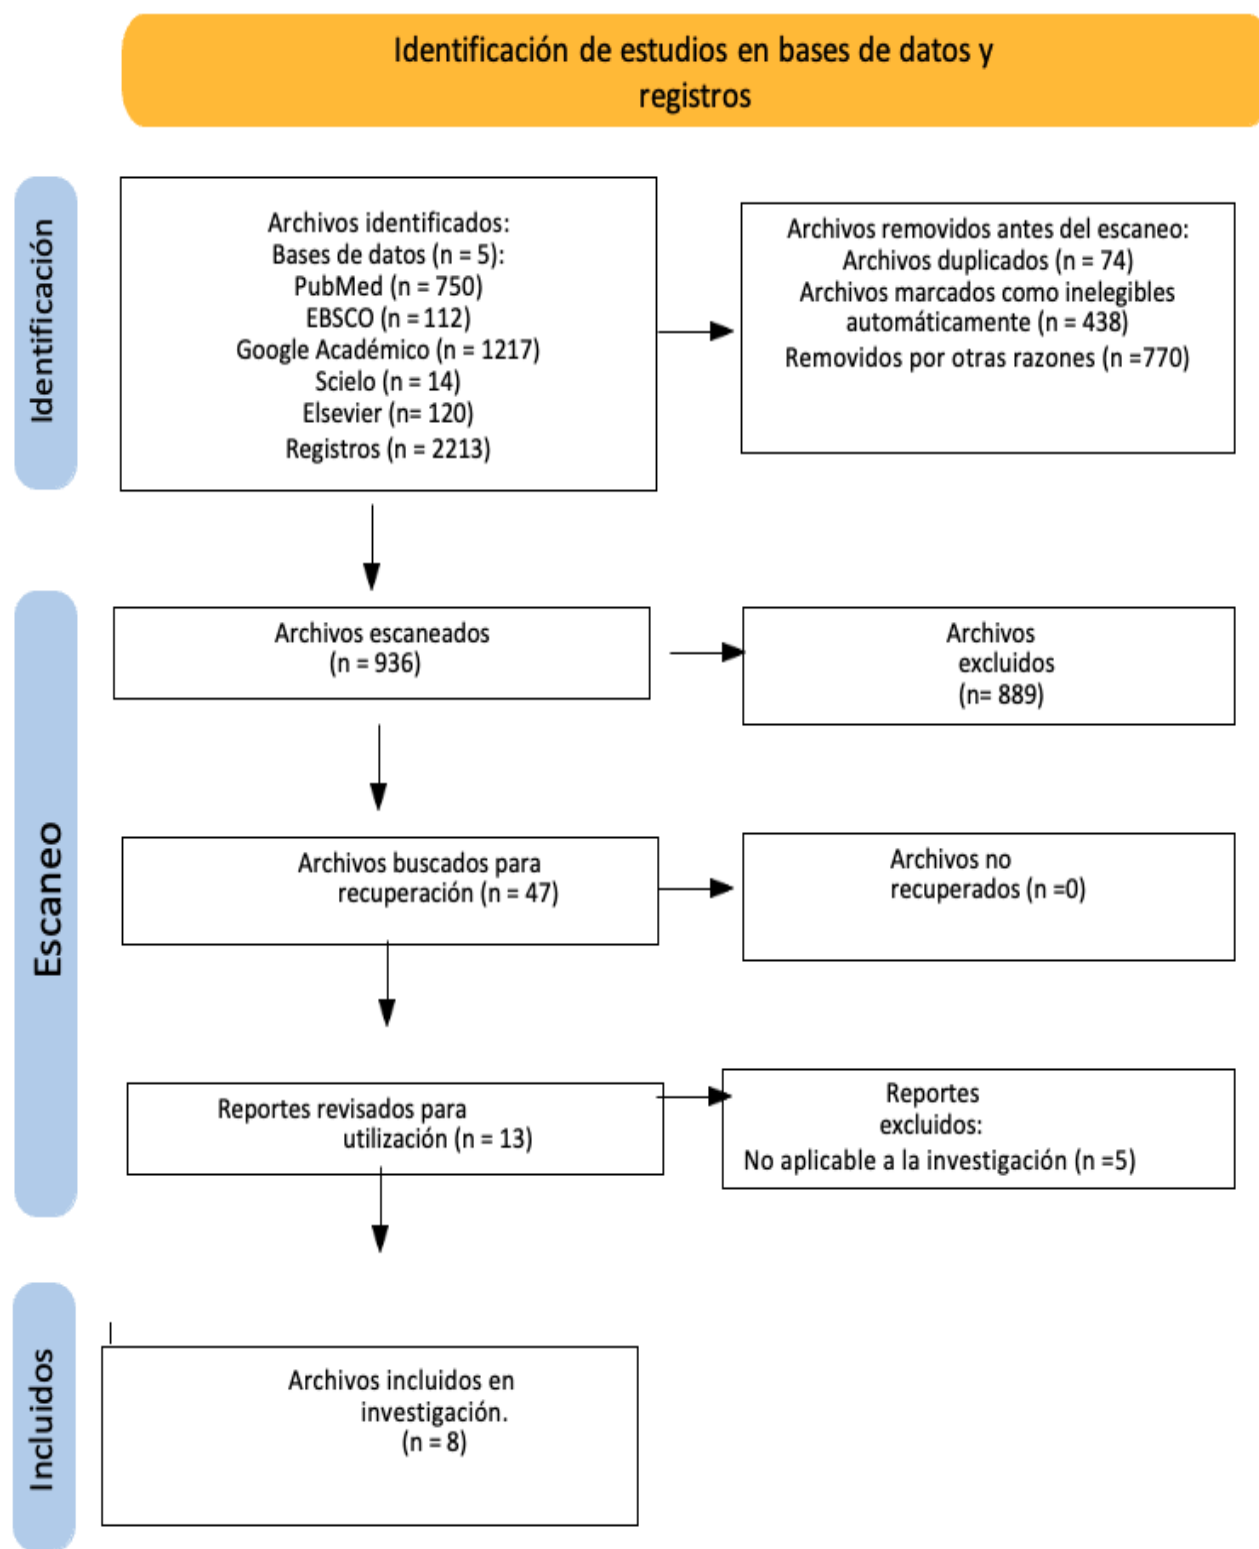 Identificación de estudios en bases de datos y
registros
Identificación
Archivos identificados:
Bases de datos (n = 5):
PubMed (n = 750)
EBSCO (n = 112)
Google Académico (n = 1217)
Scielo (n = 14)
Elsevier (n= 120)
Registros (n = 2213)
Archivos removidos antes del escaneo:
Archivos duplicados (n = 74)
Archivos marcados como inelegibles
automáticamente (n = 438)
Removidos por otras razones (n =770)
Escaneo
Archivos escaneados
(n = 936)
Archivos
excluidos
(n= 889)
Archivos buscados para
recuperación (n = 47)
Archivos no
recuperados (n =0)
Reportes revisados para
utilización (n = 13)
Reportes
excluidos:
No aplicable a la investigación (n =5)
Incluidos
Archivos incluidos en
investigación.
(n = 8)